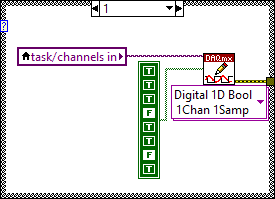 1
?
task/channels in
DAQmx
T
T
T
F
T
T
F
T
Digital 1D Bool
1Chan 1Samp